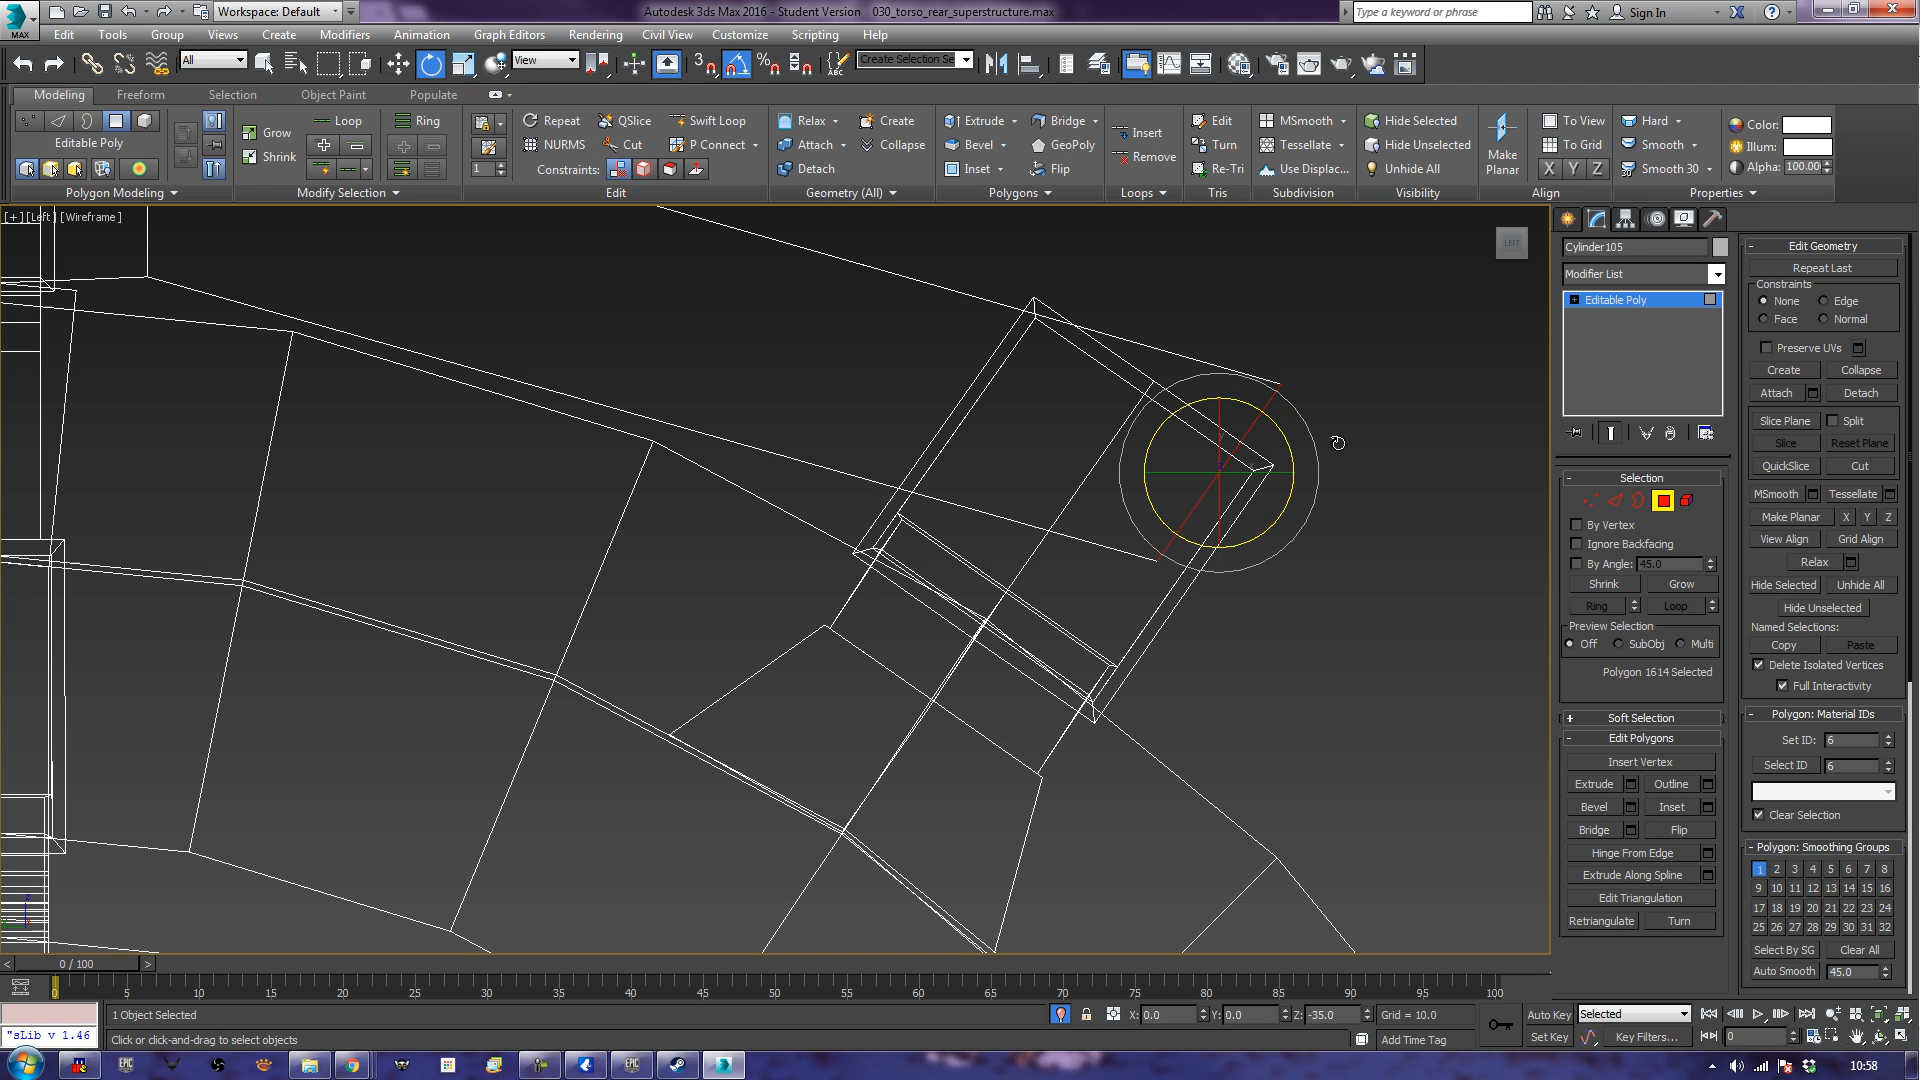 MAX
Workspace: Default
Autodesk 3ds Max 2016 - Student Version   030_torso_rear_superstructure.max
Type a keyword or phrase
Sign In
Edit Tools Group Views Create Modifiers Animation Graph Editors Rendering Civil View Customize Scripting Help
All
View
3
ABC
Create Selection Se
Modeling Freeform Selection Object Paint Populate
Loop Ring Repeat QSlice Swift Loop Relax Create Extrude Bridge Insert Edit MSmooth Hide Selected To View Hard Color:
Editable Poly Grow NURMS Cut P Connect Attach Collapse Bevel GeoPoly Turn Tessellate Hide Unselected To Grid Smooth Illum:
Shrink 1 Constraints: Detach Inset Flip Remove Re-Tri Use Displac... Unhide All Make Planar X Y Z Smooth 30 Alpha: 100.00
Polygon Modeling Modify Selection Edit Geometry (All) Polygons Loops Tris Subdivision Visibility Align Properties
[+] [Left] [Wireframe]
LEFT
Cylinder105
Modifier List
Editable Poly
Selection
By Vertex
Ignore Backfacing
By Angle: 45.0
Shrink Grow
Ring Loop
Preview Selection
Off SubObj Multi
Polygon 1614 Selected
Soft Selection
Edit Polygons
Insert Vertex
Extrude Outline
Bevel Inset
Bridge Flip
Hinge From Edge
Extrude Along Spline
Edit Triangulation
Retriangulate Turn
Edit Geometry
Repeat Last
Constraints
None Edge
Face Normal
Preserve UVs
Create Collapse
Attach Detach
Slice Plane Split
Slice Reset Plane
QuickSlice Cut
MSmooth Tessellate
Make Planar X Y Z
View Align Grid Align
Relax
Hide Selected Unhide All
Hide Unselected
Named Selections:
Copy Paste
Delete Isolated Vertices
Full Interactivity
Polygon: Material IDs
Set ID: 6
Select ID 6
Clear Selection
Polygon: Smoothing Groups
1 2 3 4 5 6 7 8
9 10 11 12 13 14 15 16
17 18 19 20 21 22 23 24
25 26 27 28 29 30 31 32
Select By SG Clear All
Auto Smooth 45.0
< 0 / 100 >
0 5 10 15 20 25 30 35 40 45 50 55 60 65 70 75 80 85 90 95 100
1 Object Selected
X: 0.0 Y: 0.0 Z: -35.0 Grid = 10.0
Auto Key Selected
"sLib v 1.46
Click or click-and-drag to select objects
Add Time Tag
Set Key Key Filters... 0
EPIC
EPIC
10:58